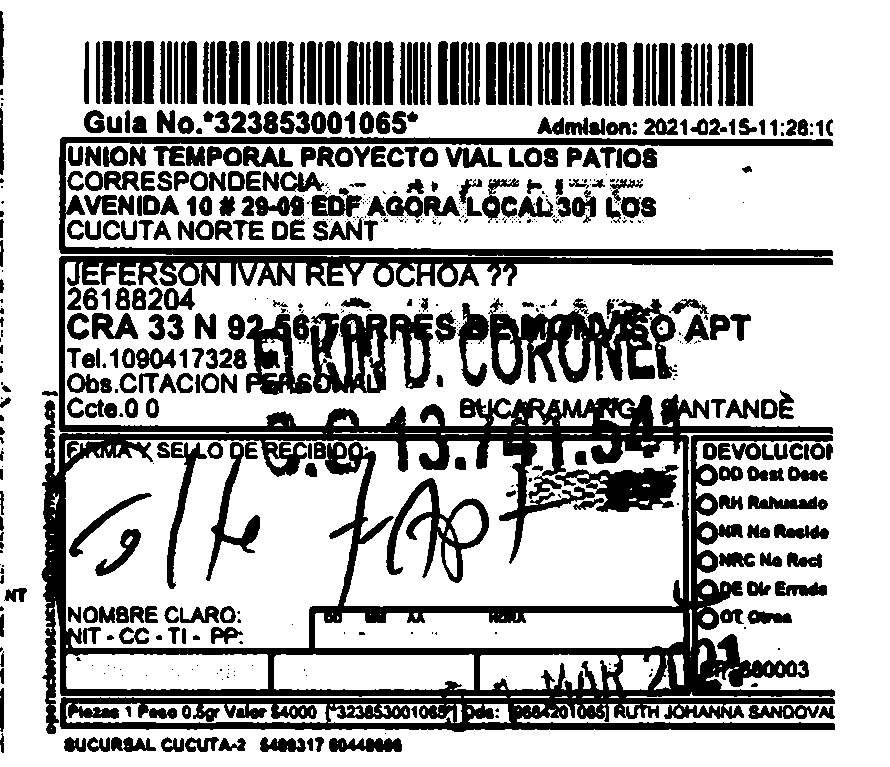 Guia No.*323853001065*
Admision: 2021-02-15-11:28:10
UNION TEMPORAL PROYECTO VIAL LOS PATIOS
CORRESPONDENCIA
AVENIDA 10 # 29-09 EDF AGORA LOCAL 301 LOS
CUCUTA NORTE DE SANT
JEFERSON IVAN REY OCHOA ??
26188204
CRA 33 N 92-56 TORRES DE MONVISO APT
ELKIN D. CORONEL
Tel.1090417328
Obs.CITACION PERSONAL
Ccte.0 0
BUCARAMANGA SANTANDE
C.C 13.741.541
FIRMA Y SELLO DE RECIBIDO:
DEVOLUCION
DD Dest Desc
RH Rehusado
NR No Reside
NRC No Recl
DE Dir Errada
OT Otros
NOMBRE CLARO:
NIT - CC - TI - PP:
DD MM AA HORA
MAR 2021
Piezas 1 Peso 0.5gr Valor $4000 [*323853001065*] Ods: [9684201065] RUTH JOHANNA SANDOVAL
SUCURSAL CUCUTA-2
NT